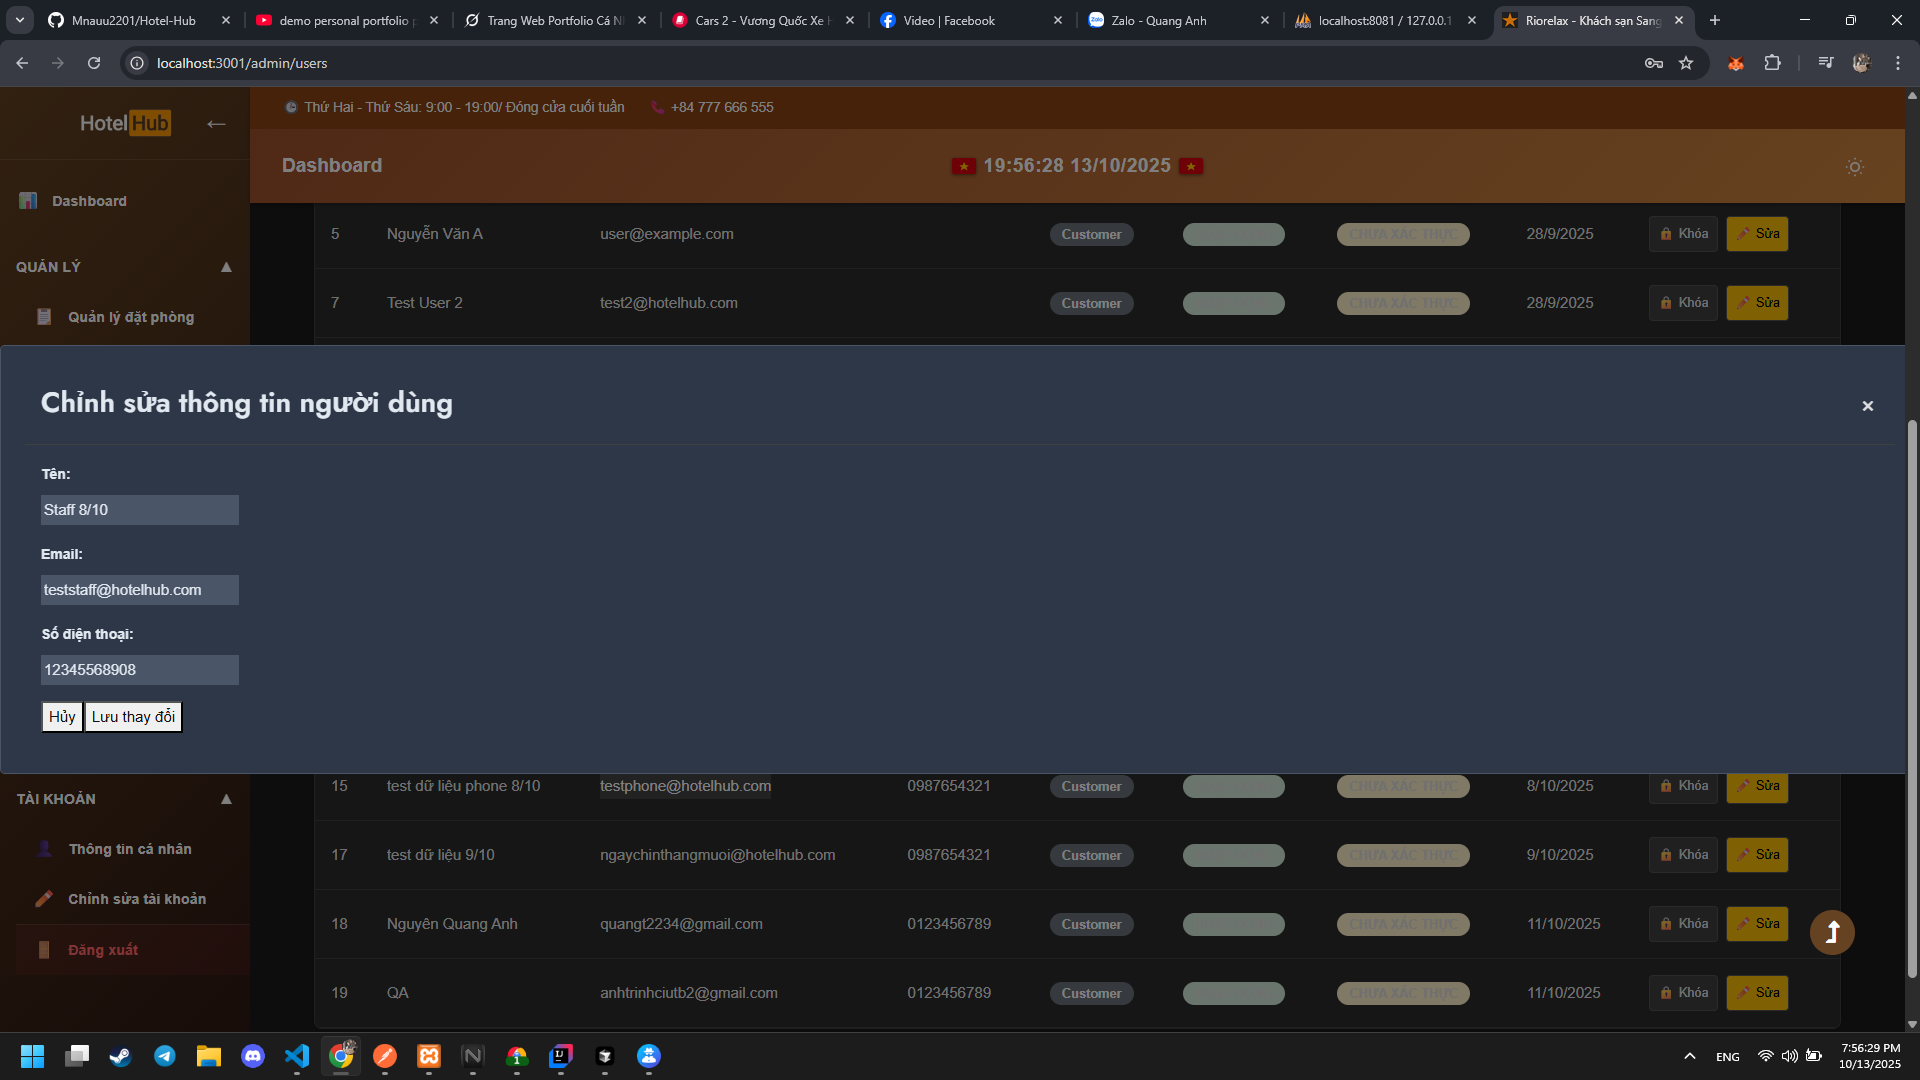 Mnauu2201/Hotel-Hub
demo personal portfolio
Trang Web Portfolio Cá
Cars 2 - Vương Quốc Xe
Video | Facebook
Zalo - Quang Anh
localhost:8081 / 127.0.0.1
Riorelax - Khách sạn Sang
localhost:3001/admin/users
HotelHub
←
Thứ Hai - Thứ Sáu: 9:00 - 19:00/ Đóng cửa cuối tuần
+84 777 666 555
Dashboard
19:56:28 13/10/2025
Dashboard
QUẢN LÝ
Quản lý đặt phòng
5 Nguyễn Văn A user@example.com Customer CHƯA XÁC THỰC 28/9/2025 Khóa Sửa
7 Test User 2 test2@hotelhub.com Customer CHƯA XÁC THỰC 28/9/2025 Khóa Sửa
Chỉnh sửa thông tin người dùng
×
Tên:
Staff 8/10
Email:
teststaff@hotelhub.com
Số điện thoại:
12345568908
Hủy
Lưu thay đổi
15 test dữ liệu phone 8/10 testphone@hotelhub.com 0987654321 Customer CHƯA XÁC THỰC 8/10/2025 Khóa Sửa
17 test dữ liệu 9/10 ngaychinthangmuoi@hotelhub.com 0987654321 Customer CHƯA XÁC THỰC 9/10/2025 Khóa Sửa
18 Nguyên Quang Anh quangt2234@gmail.com 0123456789 Customer CHƯA XÁC THỰC 11/10/2025 Khóa Sửa
19 QA anhtrinhciutb2@gmail.com 0123456789 Customer CHƯA XÁC THỰC 11/10/2025 Khóa Sửa
TÀI KHOẢN
Thông tin cá nhân
Chỉnh sửa tài khoản
Đăng xuất
ENG
7:56:29 PM
10/13/2025